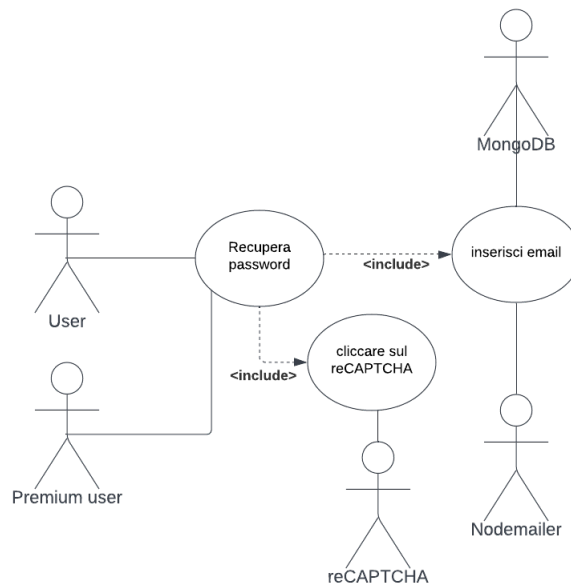 MongoDB
Recupera
password
<include>
inserisci email
User
cliccare sul
reCAPTCHA
<include>
Premium user
Nodemailer
reCAPTCHA